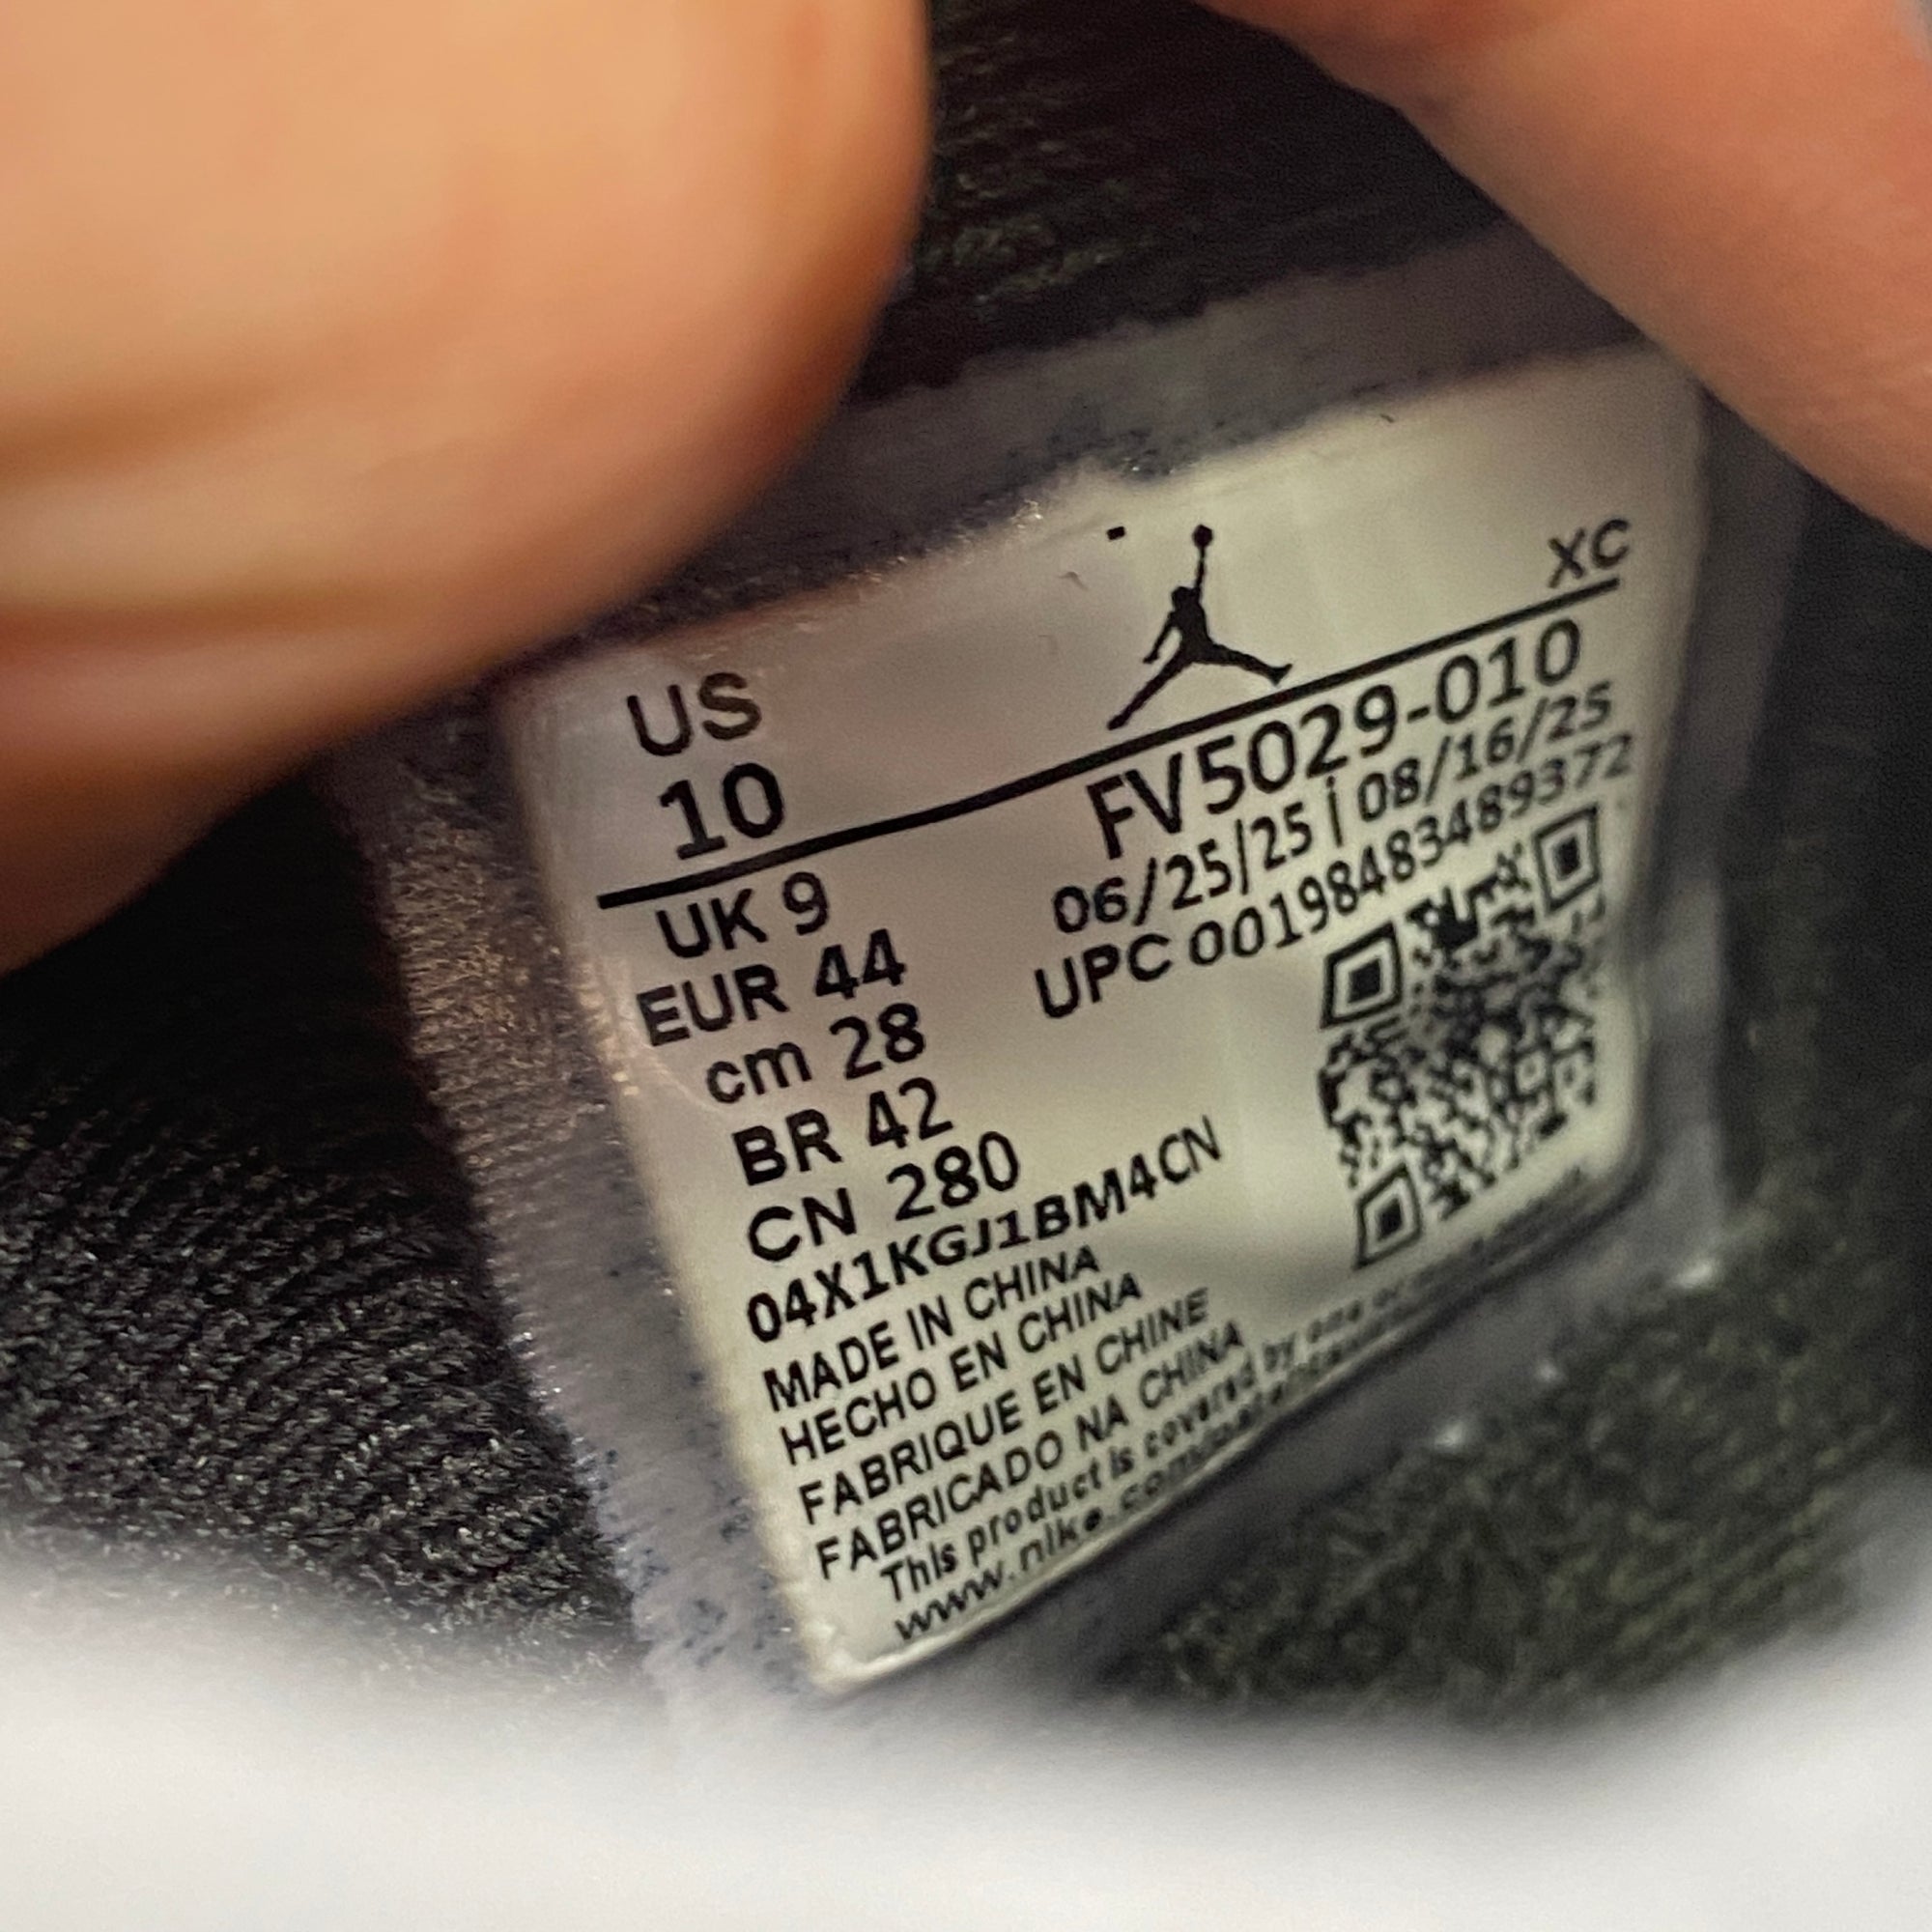 XC
US
10
FV5029-010
06/25/25 | 08/16/25
UPC 00198483489372
UK 9
EUR 44
cm 28
BR 42
CN 280
04X1KGJ1BM4CN
MADE IN CHINA
HECHO EN CHINA
FABRIQUE EN CHINE
FABRICADO NA CHINA
This product is covered by one or
www.nike.com